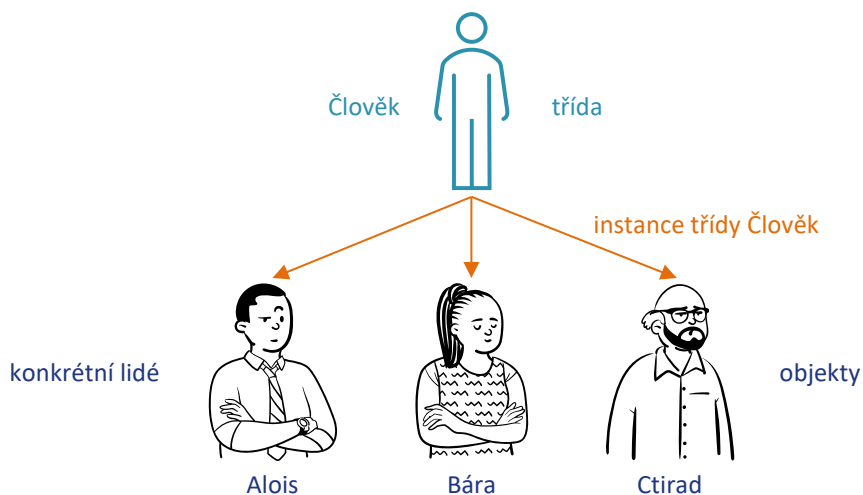 Člověk
třída
instance třídy Člověk
konkrétní lidé
objekty
Alois
Bára
Ctirad